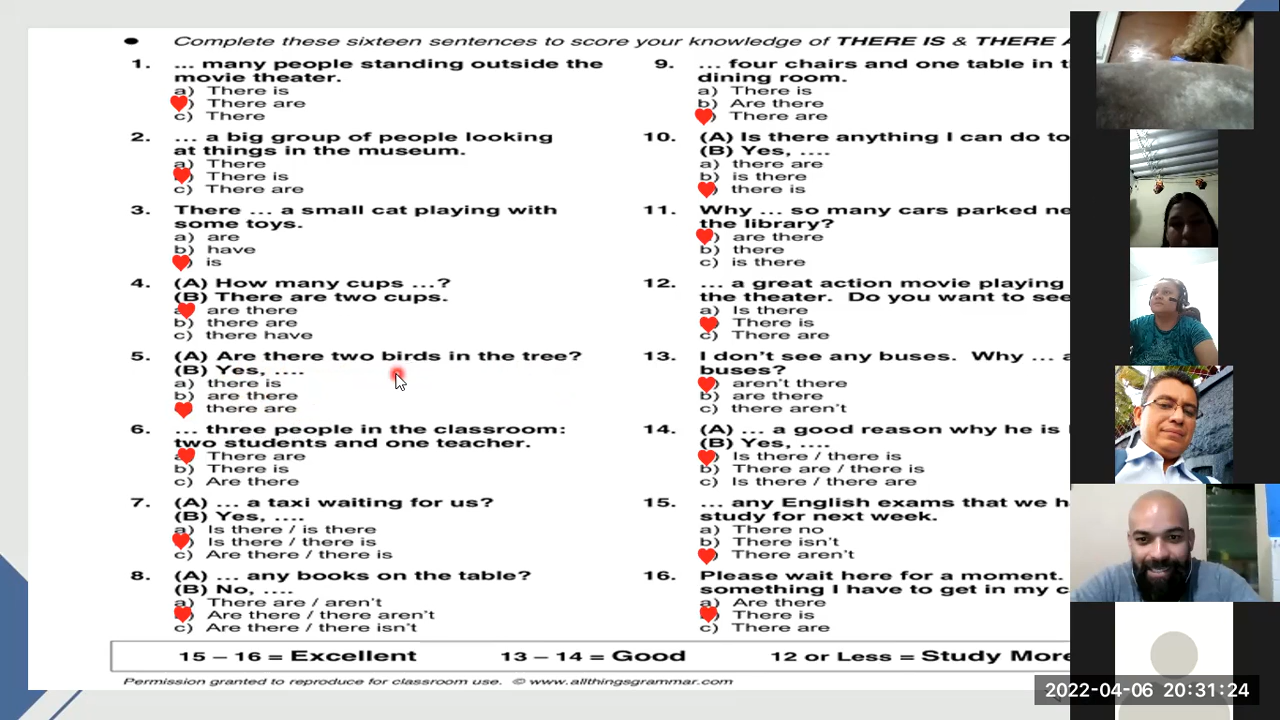 ● Complete these sixteen sentences to score your knowledge of THERE IS & THERE
1. ... many people standing outside the
movie theater.
a) There is
) There are
c) There
2. ... a big group of people looking
at things in the museum.
a) There
) There is
c) There are
3. There ... a small cat playing with
some toys.
a) are
b) have
) is
4. (A) How many cups ...?
(B) There are two cups.
are there
b) there are
c) there have
5. (A) Are there two birds in the tree?
(B) Yes, ....
a) there is
b) are there
there are
6. ... three people in the classroom:
two students and one teacher.
There are
b) There is
c) Are there
7. (A) ... a taxi waiting for us?
(B) Yes, ....
a) Is there / is there
) Is there / there is
c) Are there / there is
8. (A) ... any books on the table?
(B) No, ....
a) There are / aren't
) Are there / there aren't
c) Are there / there isn't
9. ... four chairs and one table in
dining room.
a) There is
b) Are there
) There are
10. (A) Is there anything I can do to
(B) Yes, ....
a) there are
b) is there
) there is
11. Why ... so many cars parked
the library?
) are there
b) there
c) is there
12. ... a great action movie playing
the theater. Do you want to see
a) Is there
) There is
c) There are
13. I don't see any buses. Why ...
buses?
) aren't there
b) are there
c) there aren't
14. (A) ... a good reason why he is
(B) Yes, ....
) Is there / there is
b) There are / there is
c) Is there / there are
15. ... any English exams that we
study for next week.
a) There no
b) There isn't
) There aren't
16. Please wait here for a moment.
something I have to get in my
a) Are there
) There is
c) There are
15 – 16 = Excellent 13 – 14 = Good 12 or Less = Study More
Permission granted to reproduce for classroom use. © www.allthingsgrammar.com
2022-04-06 20:31:24